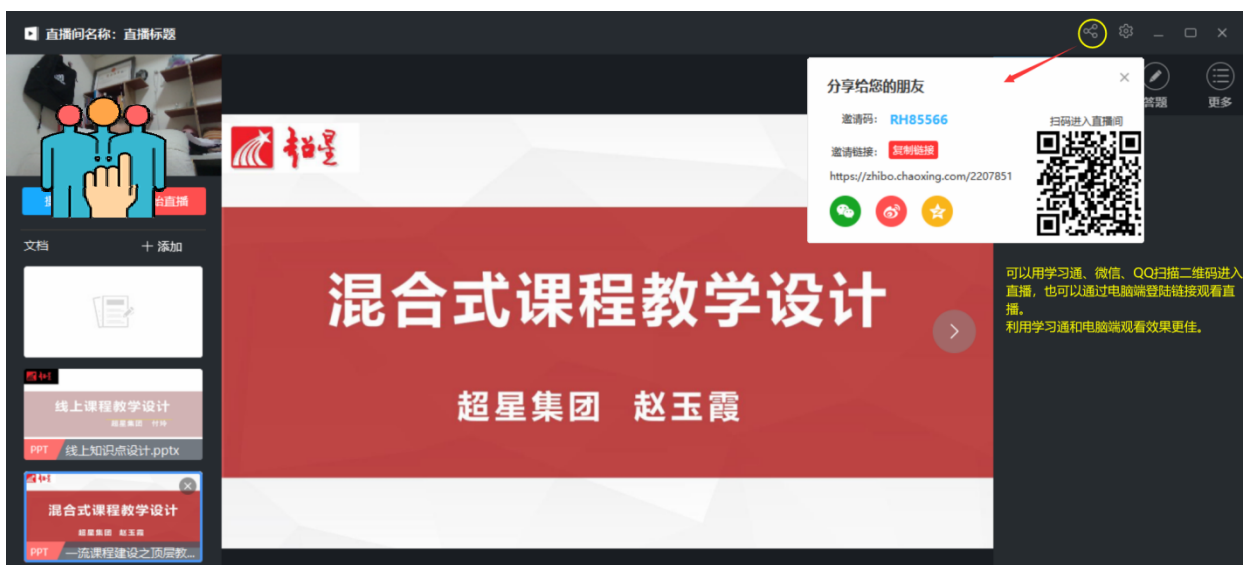 直播间名称：直播标题
分享给您的朋友
邀请码： RH85566
邀请链接： 复制链接
https://zhibo.chaoxing.com/2207851
扫码进入直播间
答题
更多
直播
文档
＋ 添加
超星
混合式课程教学设计
超星集团 赵玉霞
可以用学习通、微信、QQ扫描二维码进入
直播，也可以通过电脑端登陆链接观看直
播。
利用学习通和电脑端观看效果更佳。
线上课程教学设计
超星集团
PPT 线上知识点设计.pptx
混合式课程教学设计
超星集团 赵玉霞
PPT 一流课程建设之顶层教...